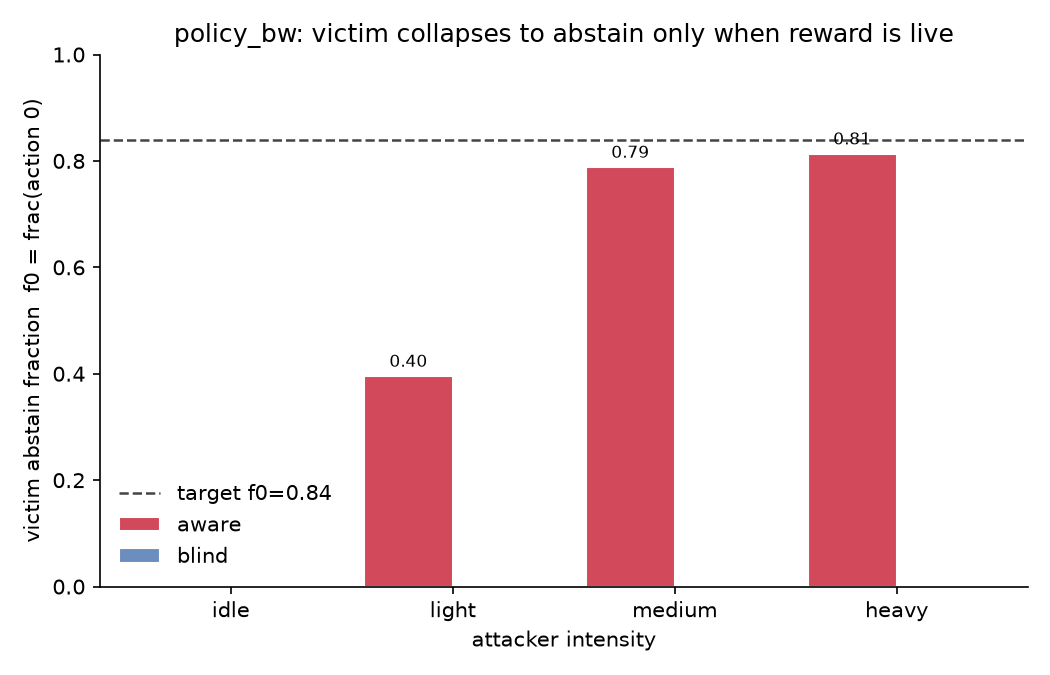 policy_bw: victim collapses to abstain only when reward is live
victim abstain fraction  f0 = frac(action 0)
1.0
0.8
0.6
0.4
0.2
0.0
0.40
0.79
0.81
target f0=0.84
aware
blind
idle
light
medium
heavy
attacker intensity